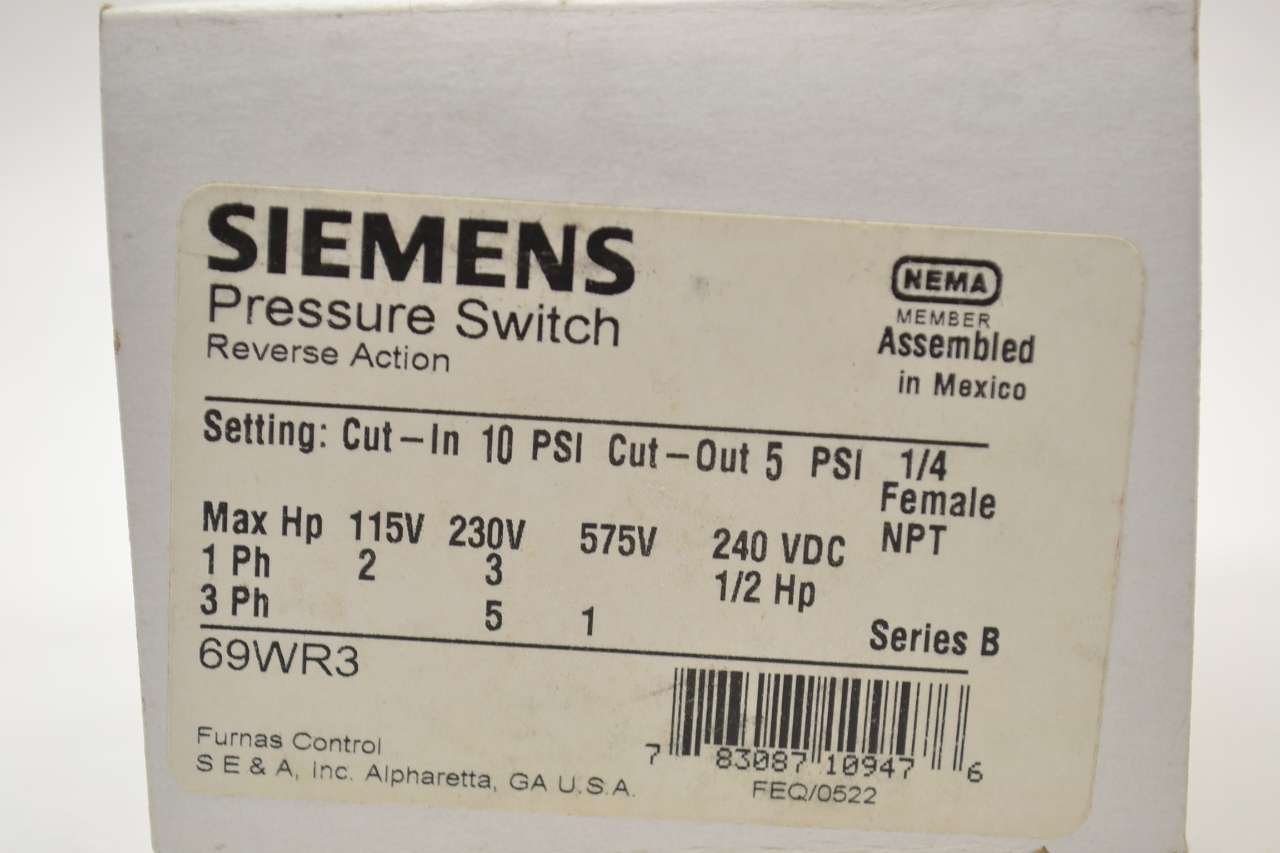 SIEMENS
Pressure Switch
Reverse Action
NEMA
MEMBER
Assembled
in Mexico
Setting: Cut-In 10 PSI Cut-Out 5 PSI 1/4
Female
NPT
Max Hp 115V 230V 575V 240 VDC
1 Ph 2 3 1/2 Hp
3 Ph 5 1
Series B
69WR3
Furnas Control
S E & A, Inc. Alpharetta, GA U.S.A.
7 83087 10947 6
FEQ/0522